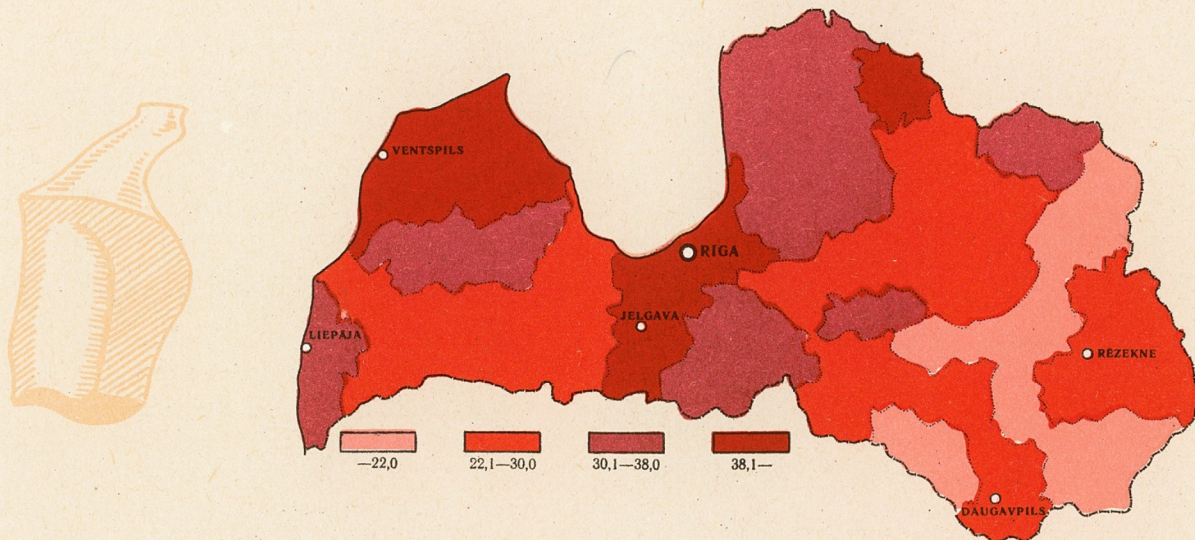 VENTSPILS
RĪGA
JELGAVA
LIEPĀJA
RĒZEKNE
DAUGAVPILS
—22,0
22,1—30,0
30,1—38,0
38,1—